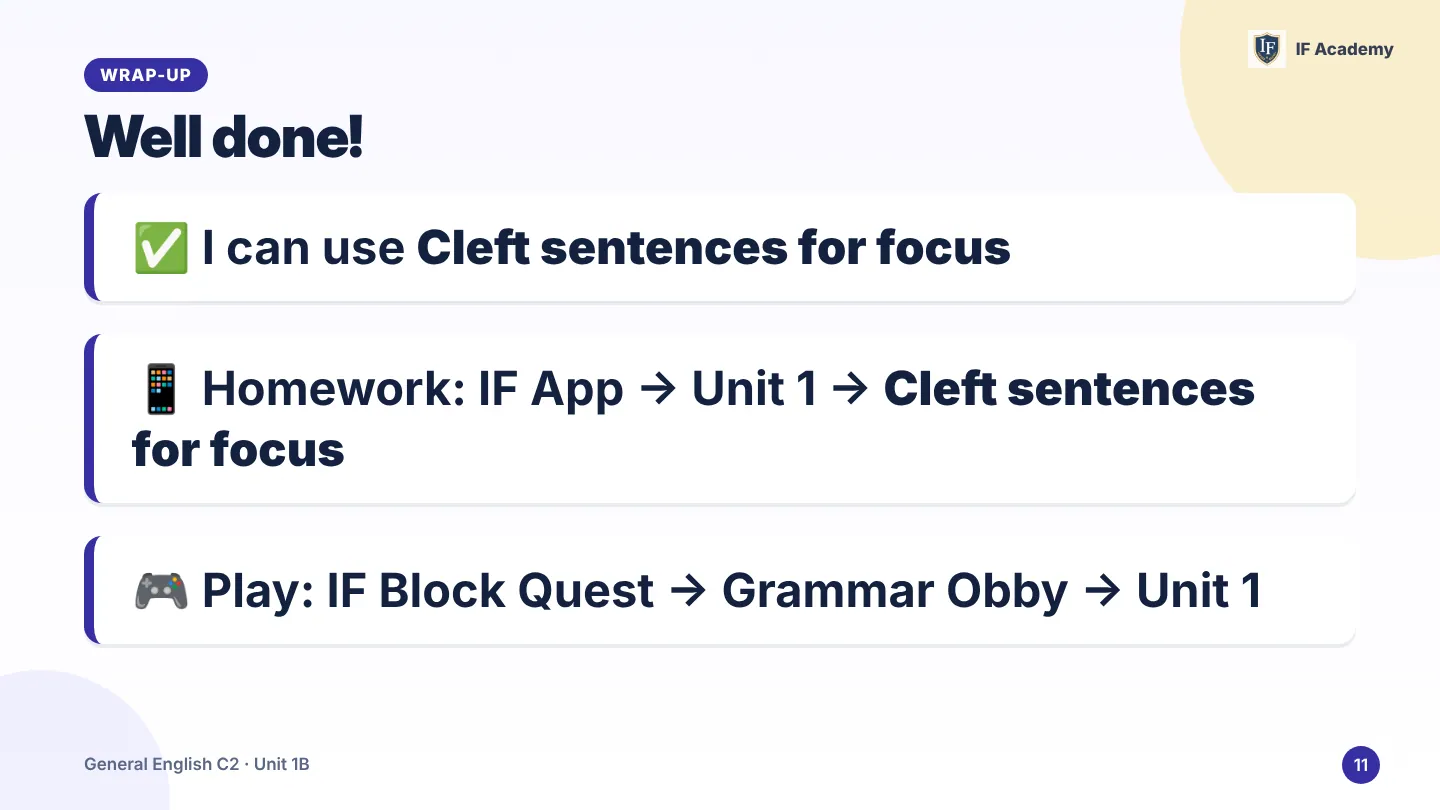 IF
IF Academy
WRAP-UP
Well done!
✅ I can use Cleft sentences for focus
📱 Homework: IF App → Unit 1 → Cleft sentences
for focus
🎮 Play: IF Block Quest → Grammar Obby → Unit 1
General English C2 · Unit 1B
11